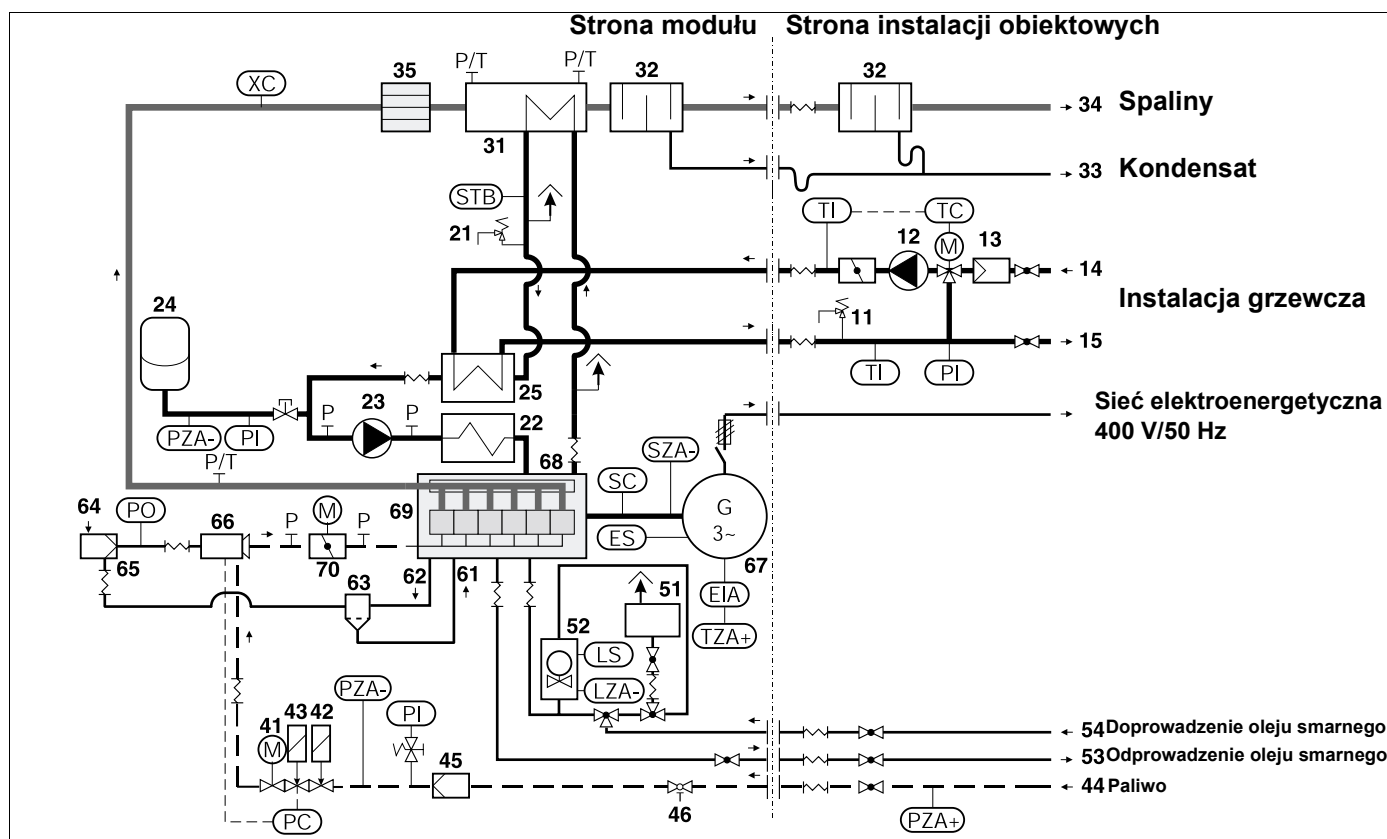 Strona modułu
Strona instalacji obiektowych
P/T
P/T
XC
35
32
32
34 Spaliny
31
33 Kondensat
STB
21
TI
TC
12
M
13
14
24
11
Instalacja grzewcza
15
TI
PI
25
23
22
P
P
PZA-
PI
Sieć elektroenergetyczna
400 V/50 Hz
P/T
68
SZA-
SC
64
PO
66
P
M
P
69
G
3~
ES
65
70
62
61
67
63
51
EIA
52
LS
TZA+
LZA-
PZA-
PI
43
42
41
M
54 Doprowadzenie oleju smarnego
53 Odprowadzenie oleju smarnego
45
44 Paliwo
46
PC
PZA+